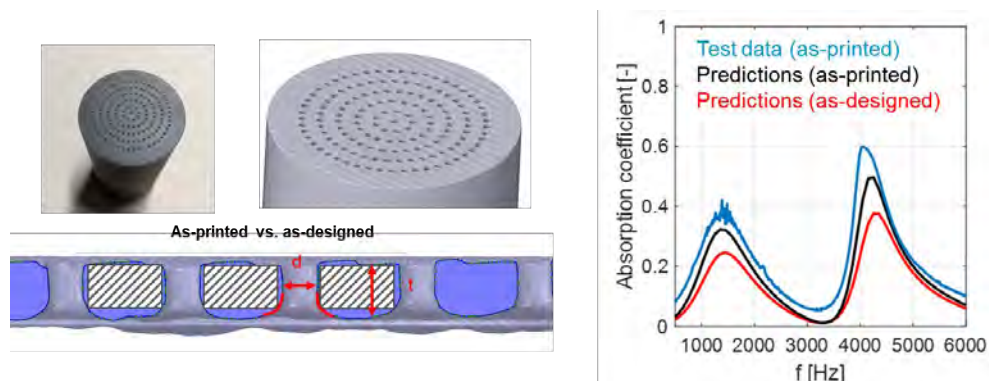 As-printed vs. as-designed
d
t
Test data (as-printed)
Predictions (as-printed)
Predictions (as-designed)
Absorption coefficient [-]
1
0.8
0.6
0.4
0.2
0
1000 2000 3000 4000 5000 6000
f [Hz]